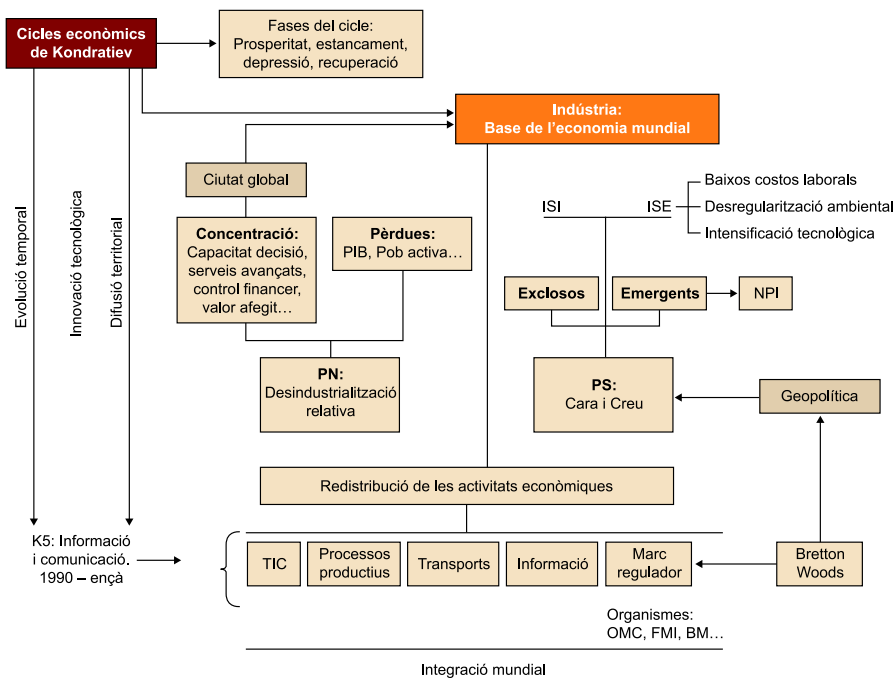 Cicles econòmics
de Kondratiev
Fases del cicle:
Prosperitat, estancament,
depressió, recuperació
Indústria:
Base de l’economia mundial
Ciutat global
Concentració:
Capacitat decisió,
serveis avançats,
control financer,
valor afegit…
Pèrdues:
PIB, Pob activa…
ISI
ISE
Baixos costos laborals
Desregularització ambiental
Intensificació tecnològica
Evolució temporal
Innovació tecnològica
Difusió territorial
Exclosos
Emergents
NPI
PN:
Desindustrialització
relativa
PS:
Cara i Creu
Geopolítica
Redistribució de les activitats econòmiques
K5: Informació
i comunicació.
1990 – ençà
TIC
Processos
productius
Transports
Informació
Marc
regulador
Bretton
Woods
Organismes:
OMC, FMI, BM…
Integració mundial